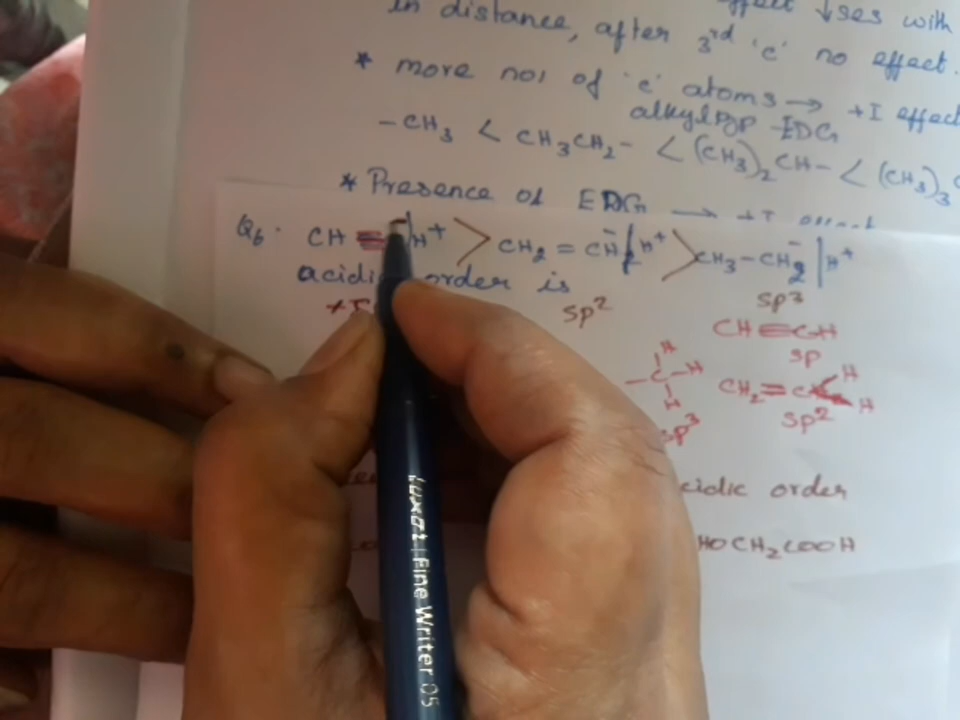 in distance, after 3rd 'c' no effect.
* more nos of 'c' atoms → +I effect
alkyl grp EDG
-CH3 < CH3CH2- < (CH3)2CH- < (CH3)3
* Presence of EDG → +I effect
Q6. CH ≡ | H+ > CH2 = CH̄ | H+ > CH3-C̄H2 | H+
acidic order is
sp2 sp3
CH ≡ CH
sp
H
- C - H
H
sp3
CH2 = C H
H
sp2
acidic order
HOCH2COOH
LUXOR | Fine Writer 05